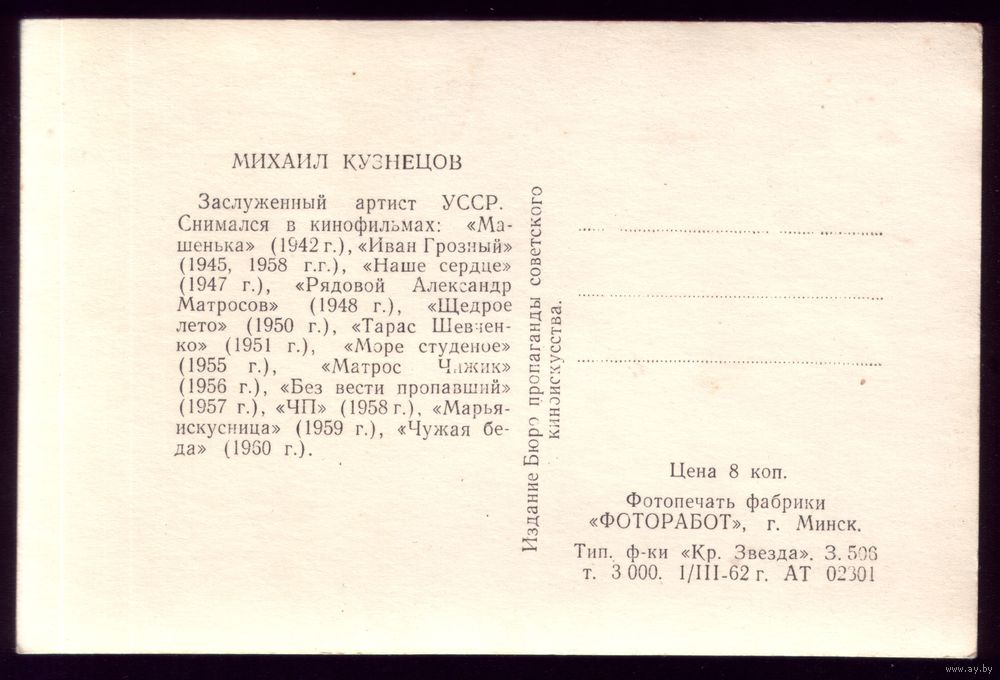 МИХАИЛ КУЗНЕЦОВ
Заслуженный артист УССР.
Снимался в кинофильмах: «Ма-
шенька» (1942 г.), «Иван Грозный»
(1945, 1958 г.г.), «Наше сердце»
(1947 г.), «Рядовой Александр
Матросов» (1948 г.), «Щедрое
лето» (1950 г.), «Тарас Шевчен-
ко» (1951 г.), «Море студеное»
(1955 г.), «Матрос Чижик»
(1956 г.), «Без вести пропавший»
(1957 г.), «ЧП» (1958 г.), «Марья-
искусница» (1959 г.), «Чужая бе-
да» (1960 г.).
Издание Бюро пропаганды советского
киноискусства.
Цена 8 коп.
Фотопечать фабрики
«ФОТОРАБОТ», г. Минск.
Тип. ф-ки «Кр. Звезда». З. 506
т. 3 000. 1/III-62 г. АТ 02301
www.ay.by